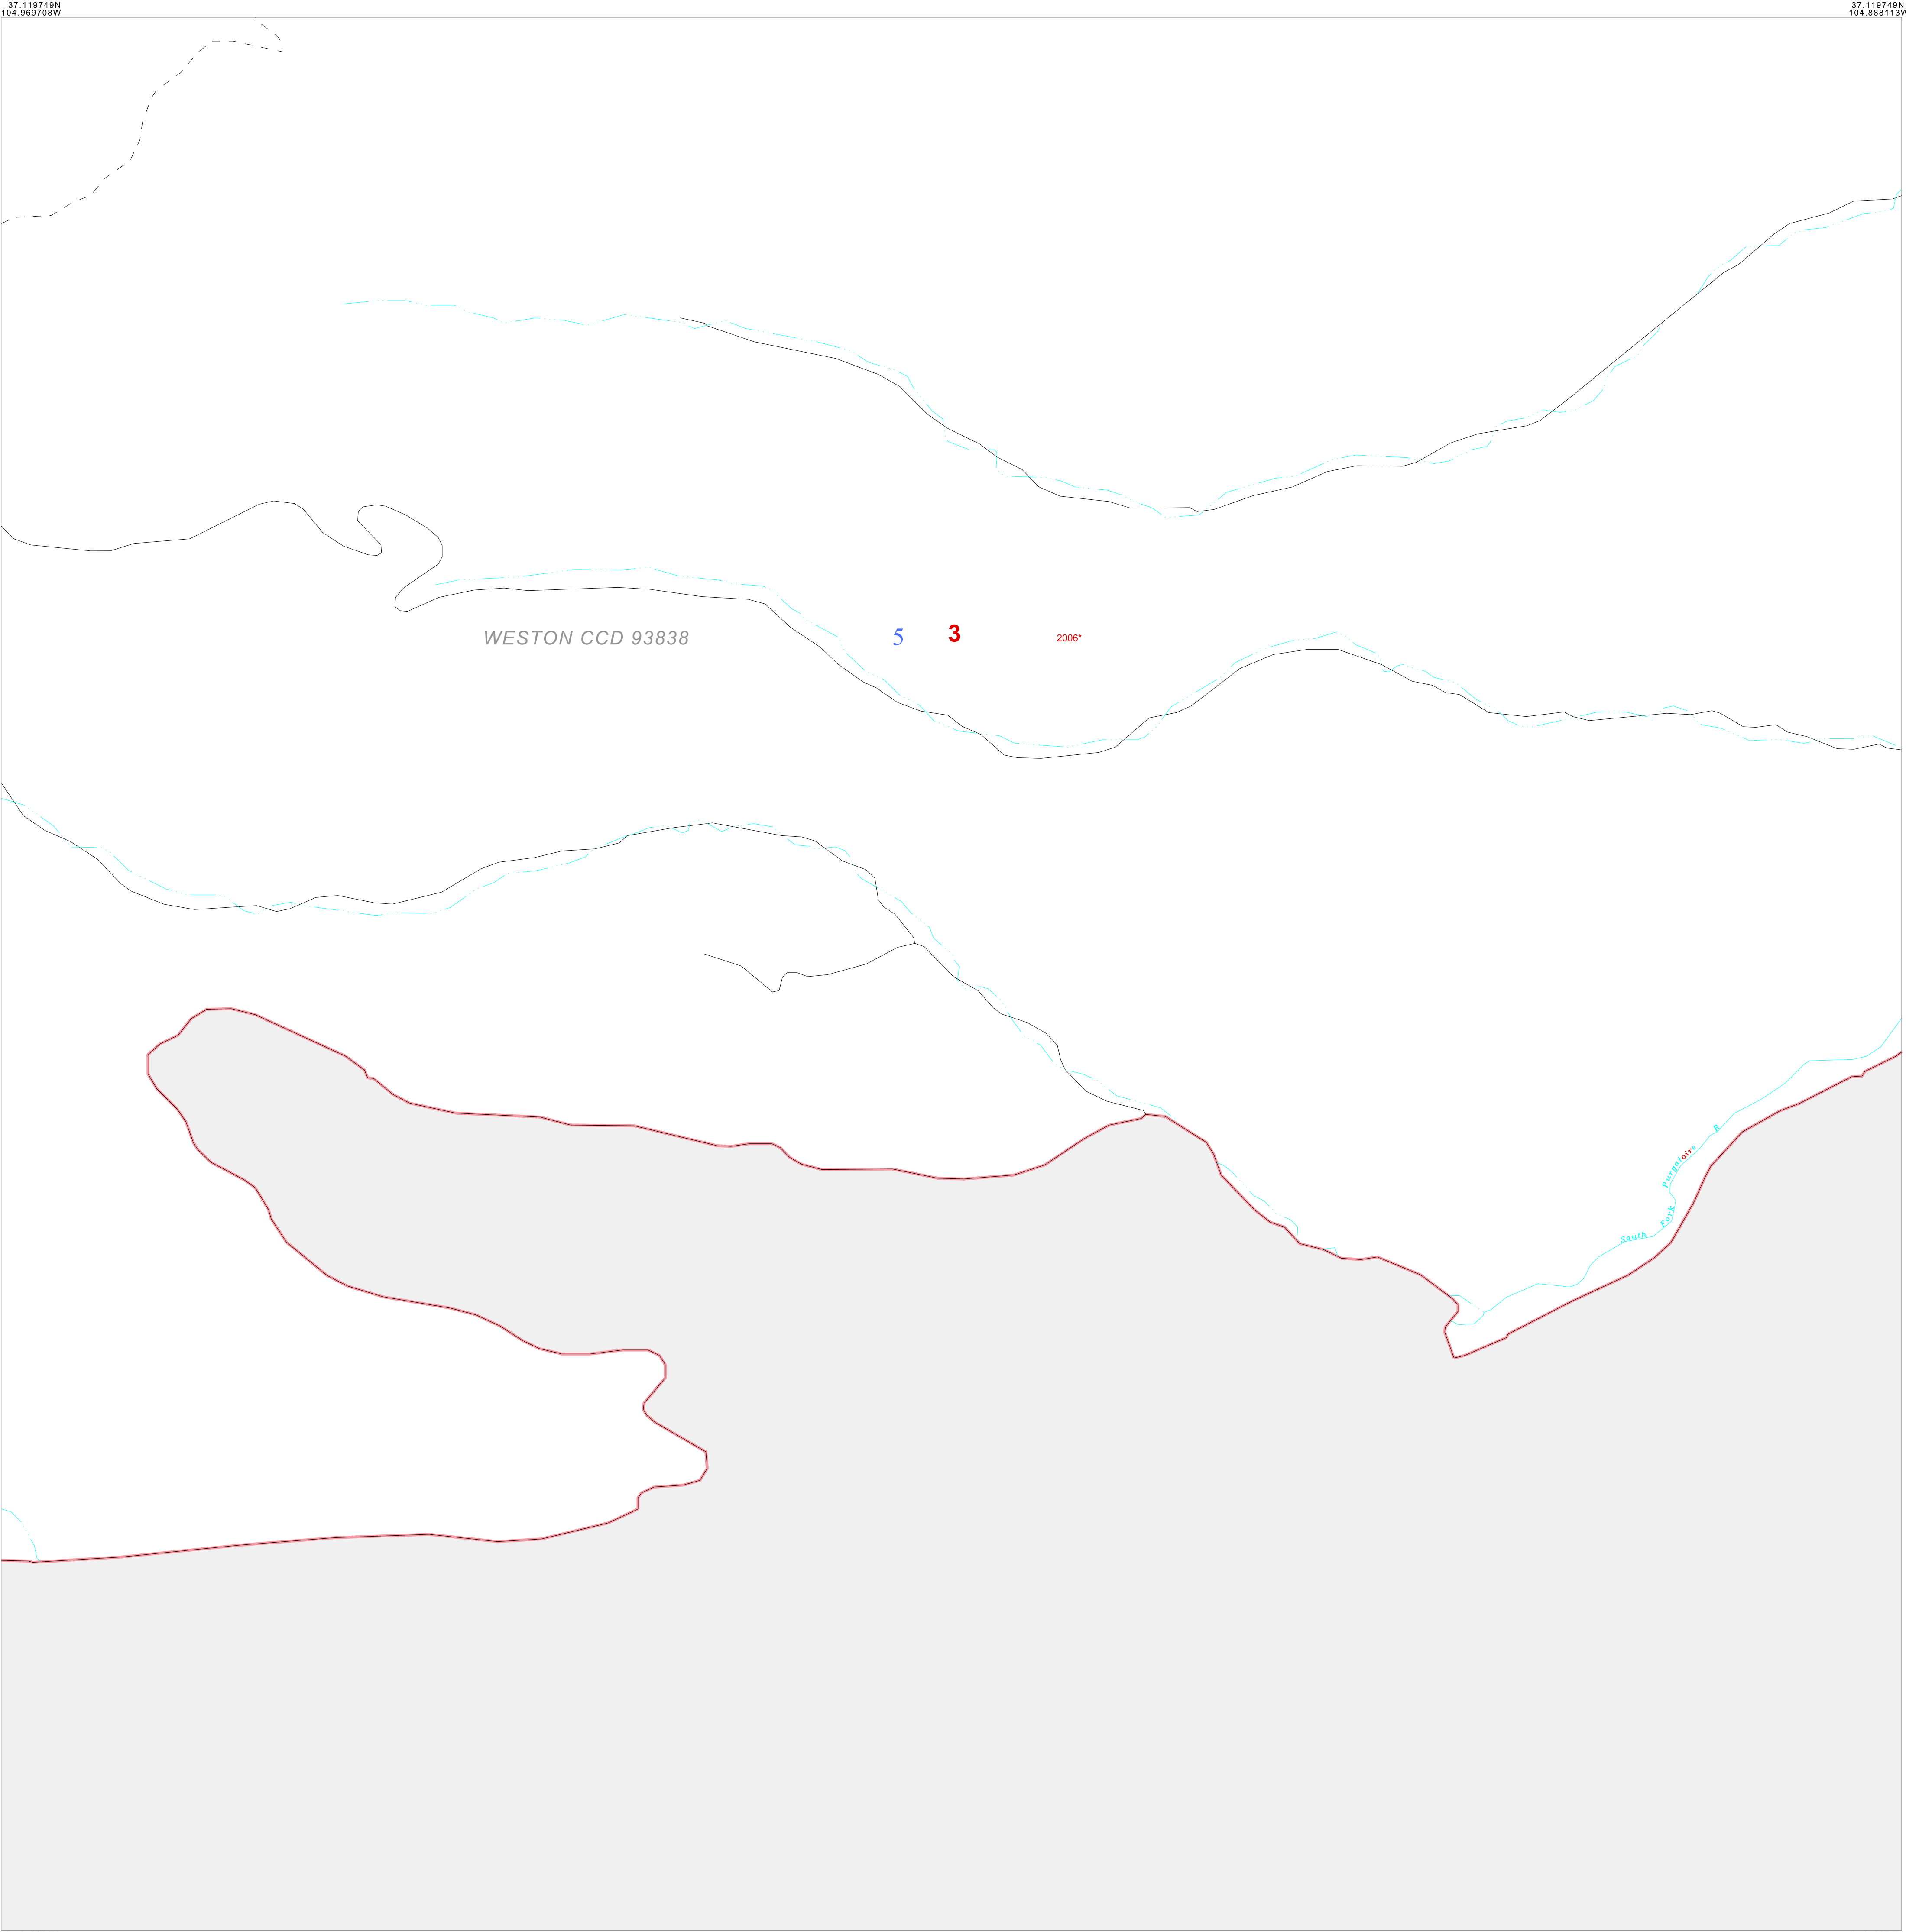 37.119749N
104.969708W
37.119749N
104.888113W
WESTON CCD 93838
5
3
2006*
South Fork Purgatoire R